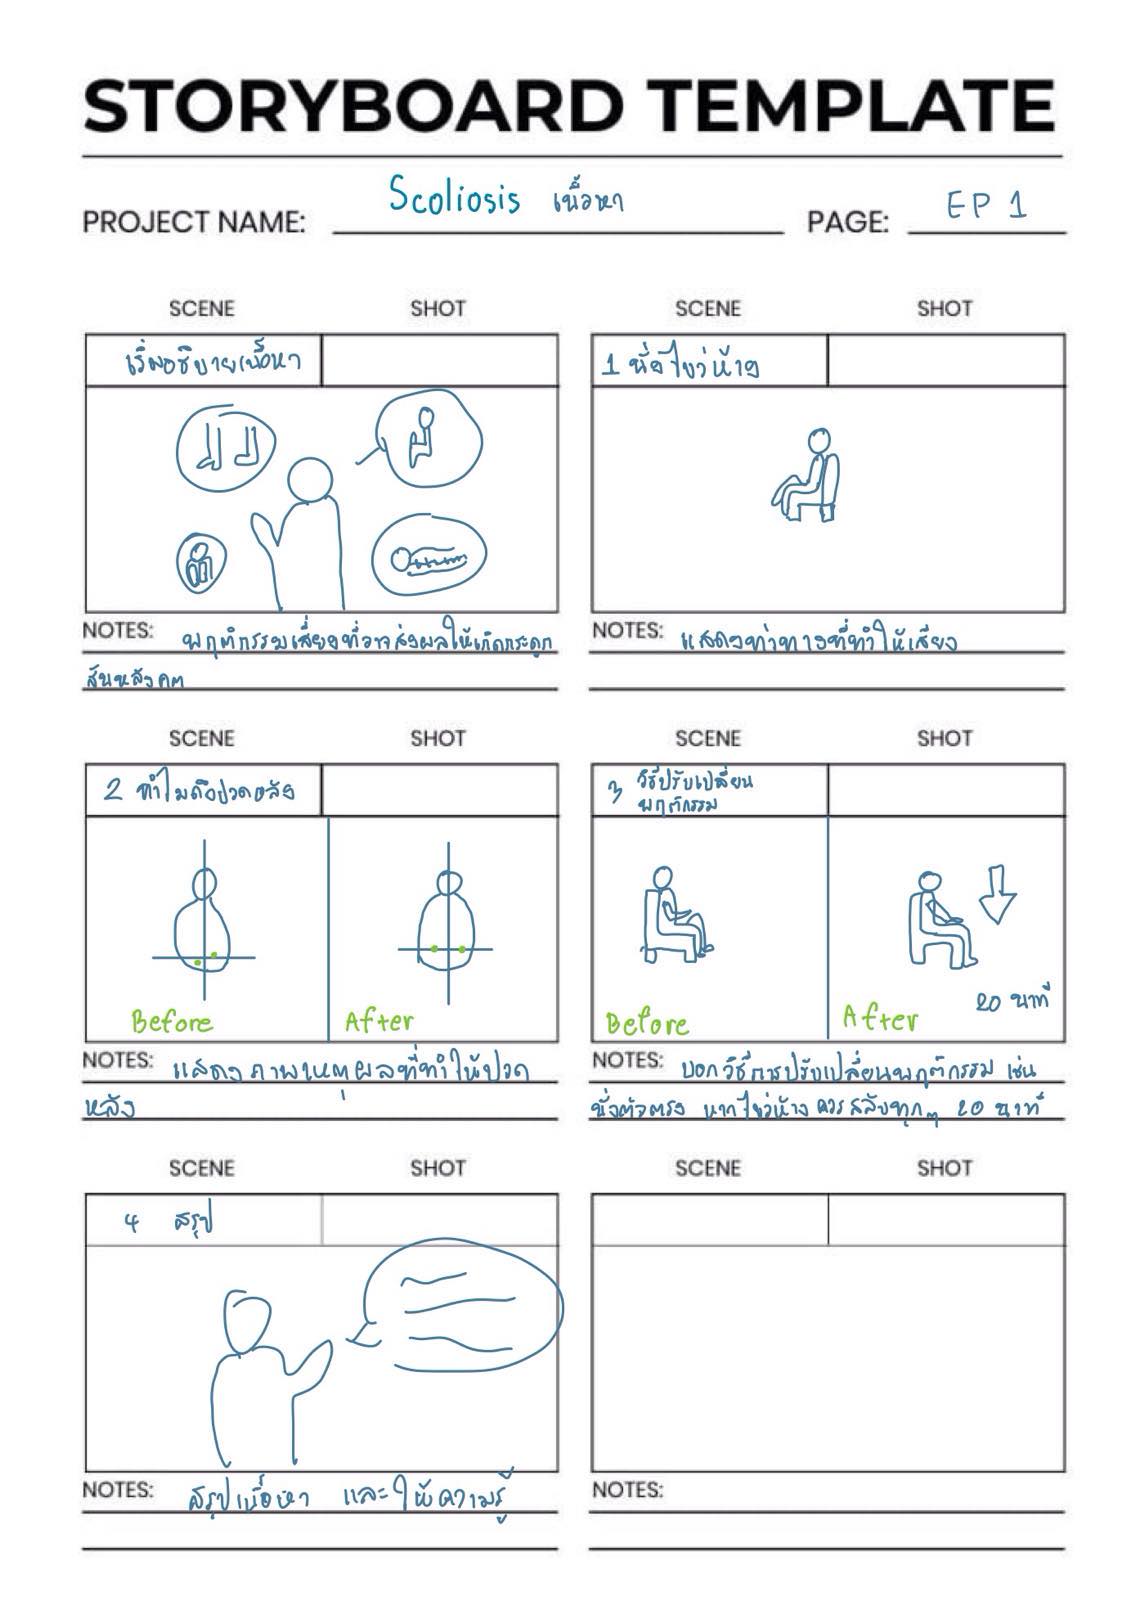 STORYBOARD TEMPLATE
PROJECT NAME: Scoliosis เนื้อหา PAGE: EP 1
SCENE SHOT SCENE SHOT
เริ่มอธิบายเนื้อหา 1 นั่งไขว่ห้าง
NOTES: พฤติกรรมเสี่ยงที่อาจส่งผลให้เกิดกระดูก
สันหลังคด
NOTES: แสดงท่าทางที่ทำให้เสี่ยง
SCENE SHOT SCENE SHOT
2 ทำไมถึงปวดหลัง
3 วิธีปรับเปลี่ยน
พฤติกรรม
Before After
Before After 20 นาที
NOTES: แสดงภาพเหตุผลที่ทำให้ปวด
หลัง
NOTES: บอกวิธีการปรับเปลี่ยนพฤติกรรม เช่น
นั่งตัวตรง หากไขว่ห้าง ควรสลับทุกๆ 20 นาที
SCENE SHOT SCENE SHOT
4 สรุป
NOTES: สรุปเนื้อหา และให้ความรู้
NOTES: